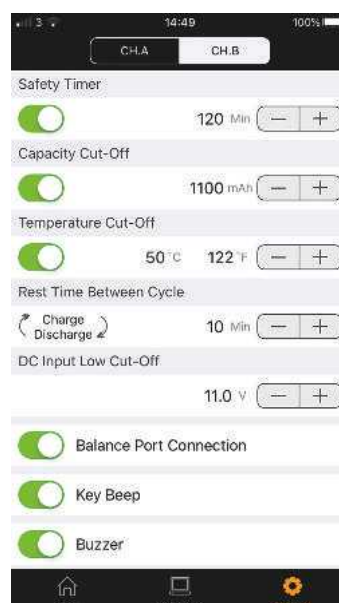 3 14:49 100%
CH.A CH.B
Safety Timer
120 Min − +
Capacity Cut-Off
1100 mAh − +
Temperature Cut-Off
50 °C 122 °F − +
Rest Time Between Cycle
Charge
Discharge
10 Min − +
DC Input Low Cut-Off
11.0 V − +
Balance Port Connection
Key Beep
Buzzer